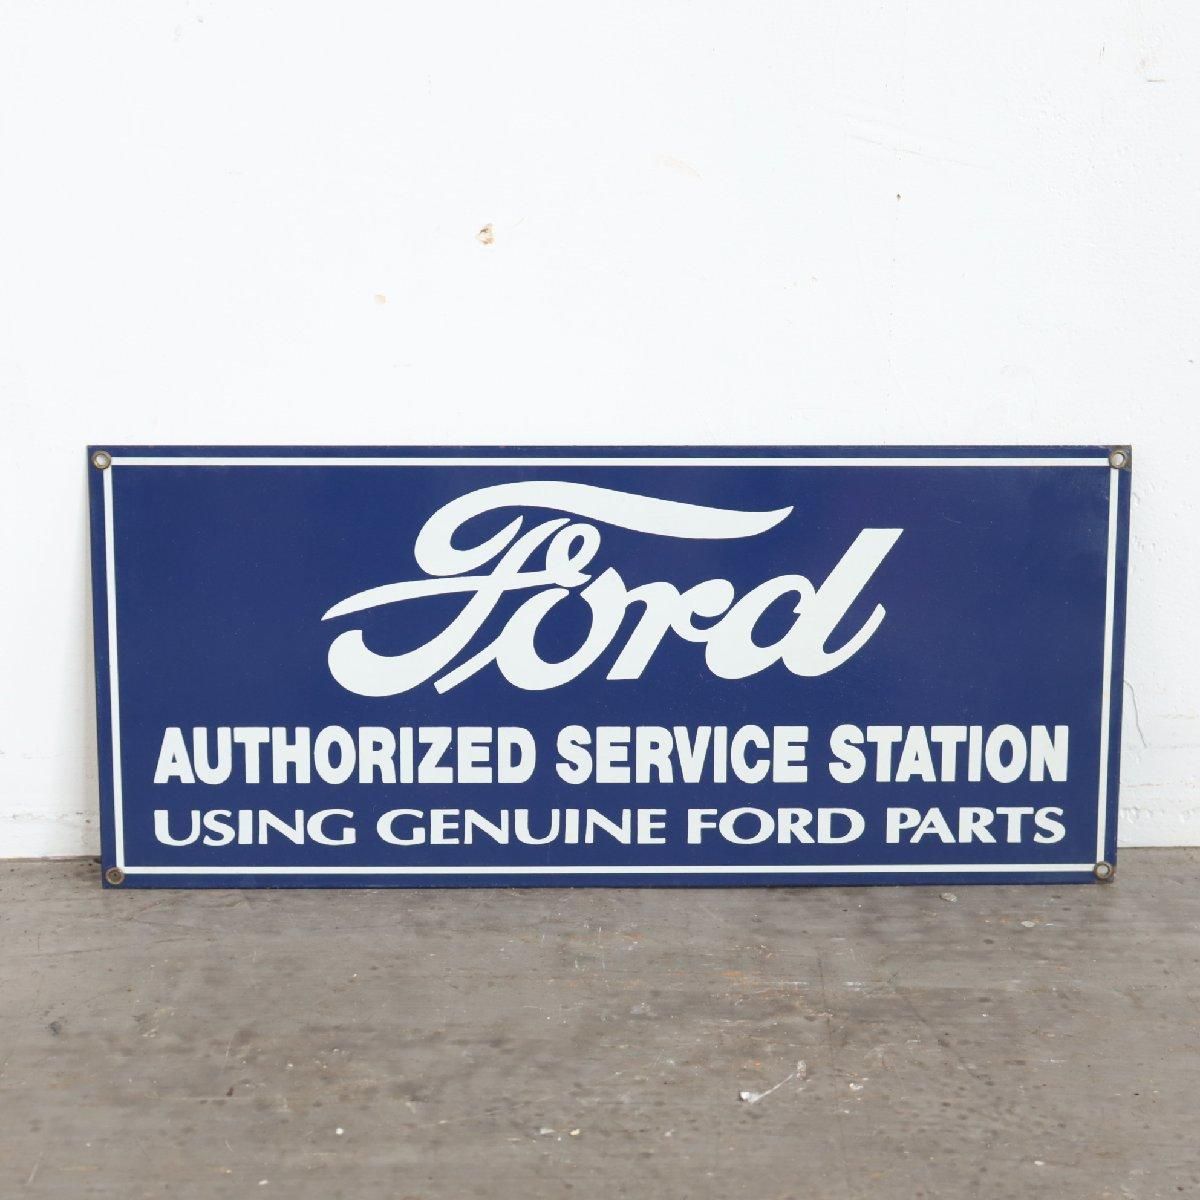 Ford
AUTHORIZED SERVICE STATION
USING GENUINE FORD PARTS